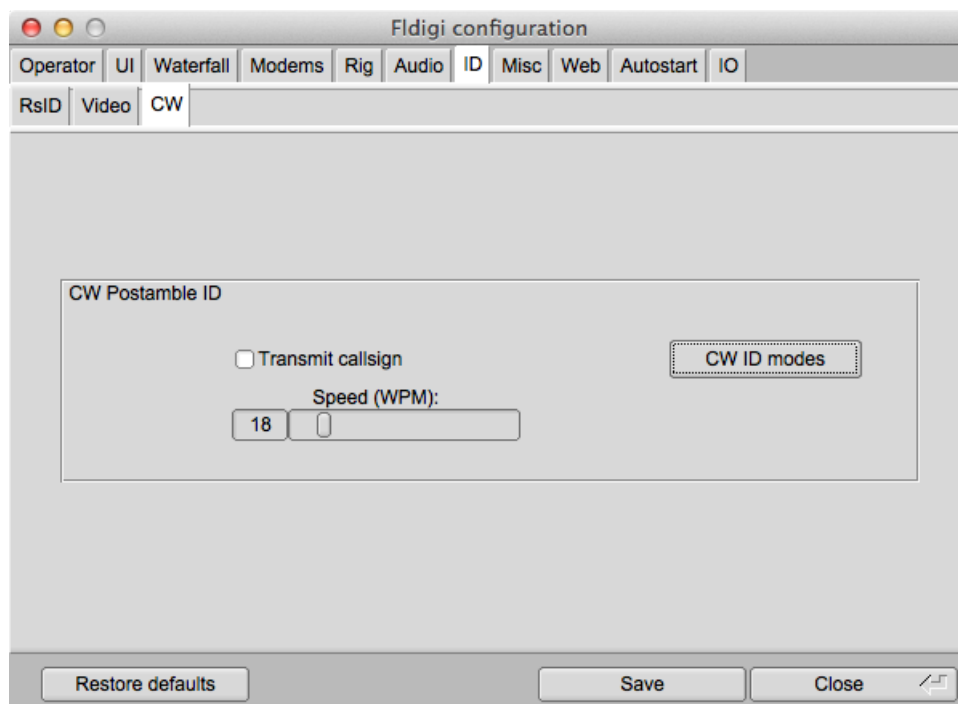 Fldigi configuration
Operator UI Waterfall Modems Rig Audio ID Misc Web Autostart IO
RsID Video CW
CW Postamble ID
Transmit callsign CW ID modes
Speed (WPM):
18
Restore defaults Save Close